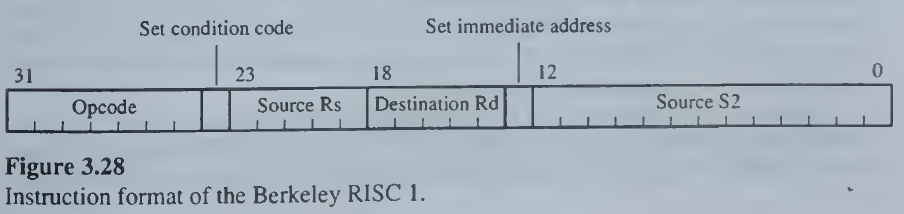 Set condition code Set immediate address
31 23 18 12 0
Opcode Source Rs Destination Rd Source S2
Figure 3.28
Instruction format of the Berkeley RISC 1.